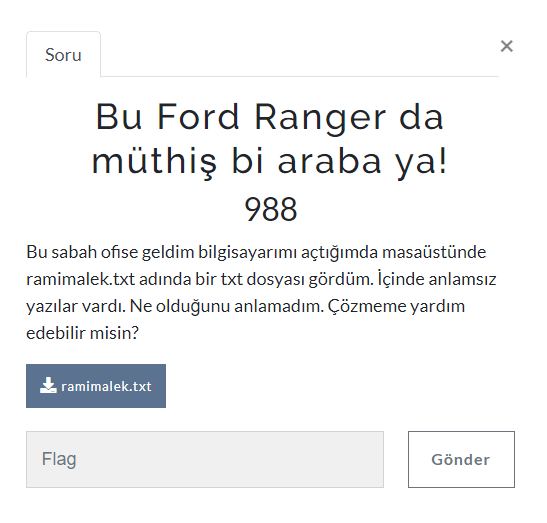 Soru
×
Bu Ford Ranger da
müthiş bi araba ya!
988
Bu sabah ofise geldim bilgisayarımı açtığımda masaüstünde
ramimalek.txt adında bir txt dosyası gördüm. İçinde anlamsız
yazılar vardı. Ne olduğunu anlamadım. Çözmeme yardım
edebilir misin?
ramimalek.txt
Flag
Gönder